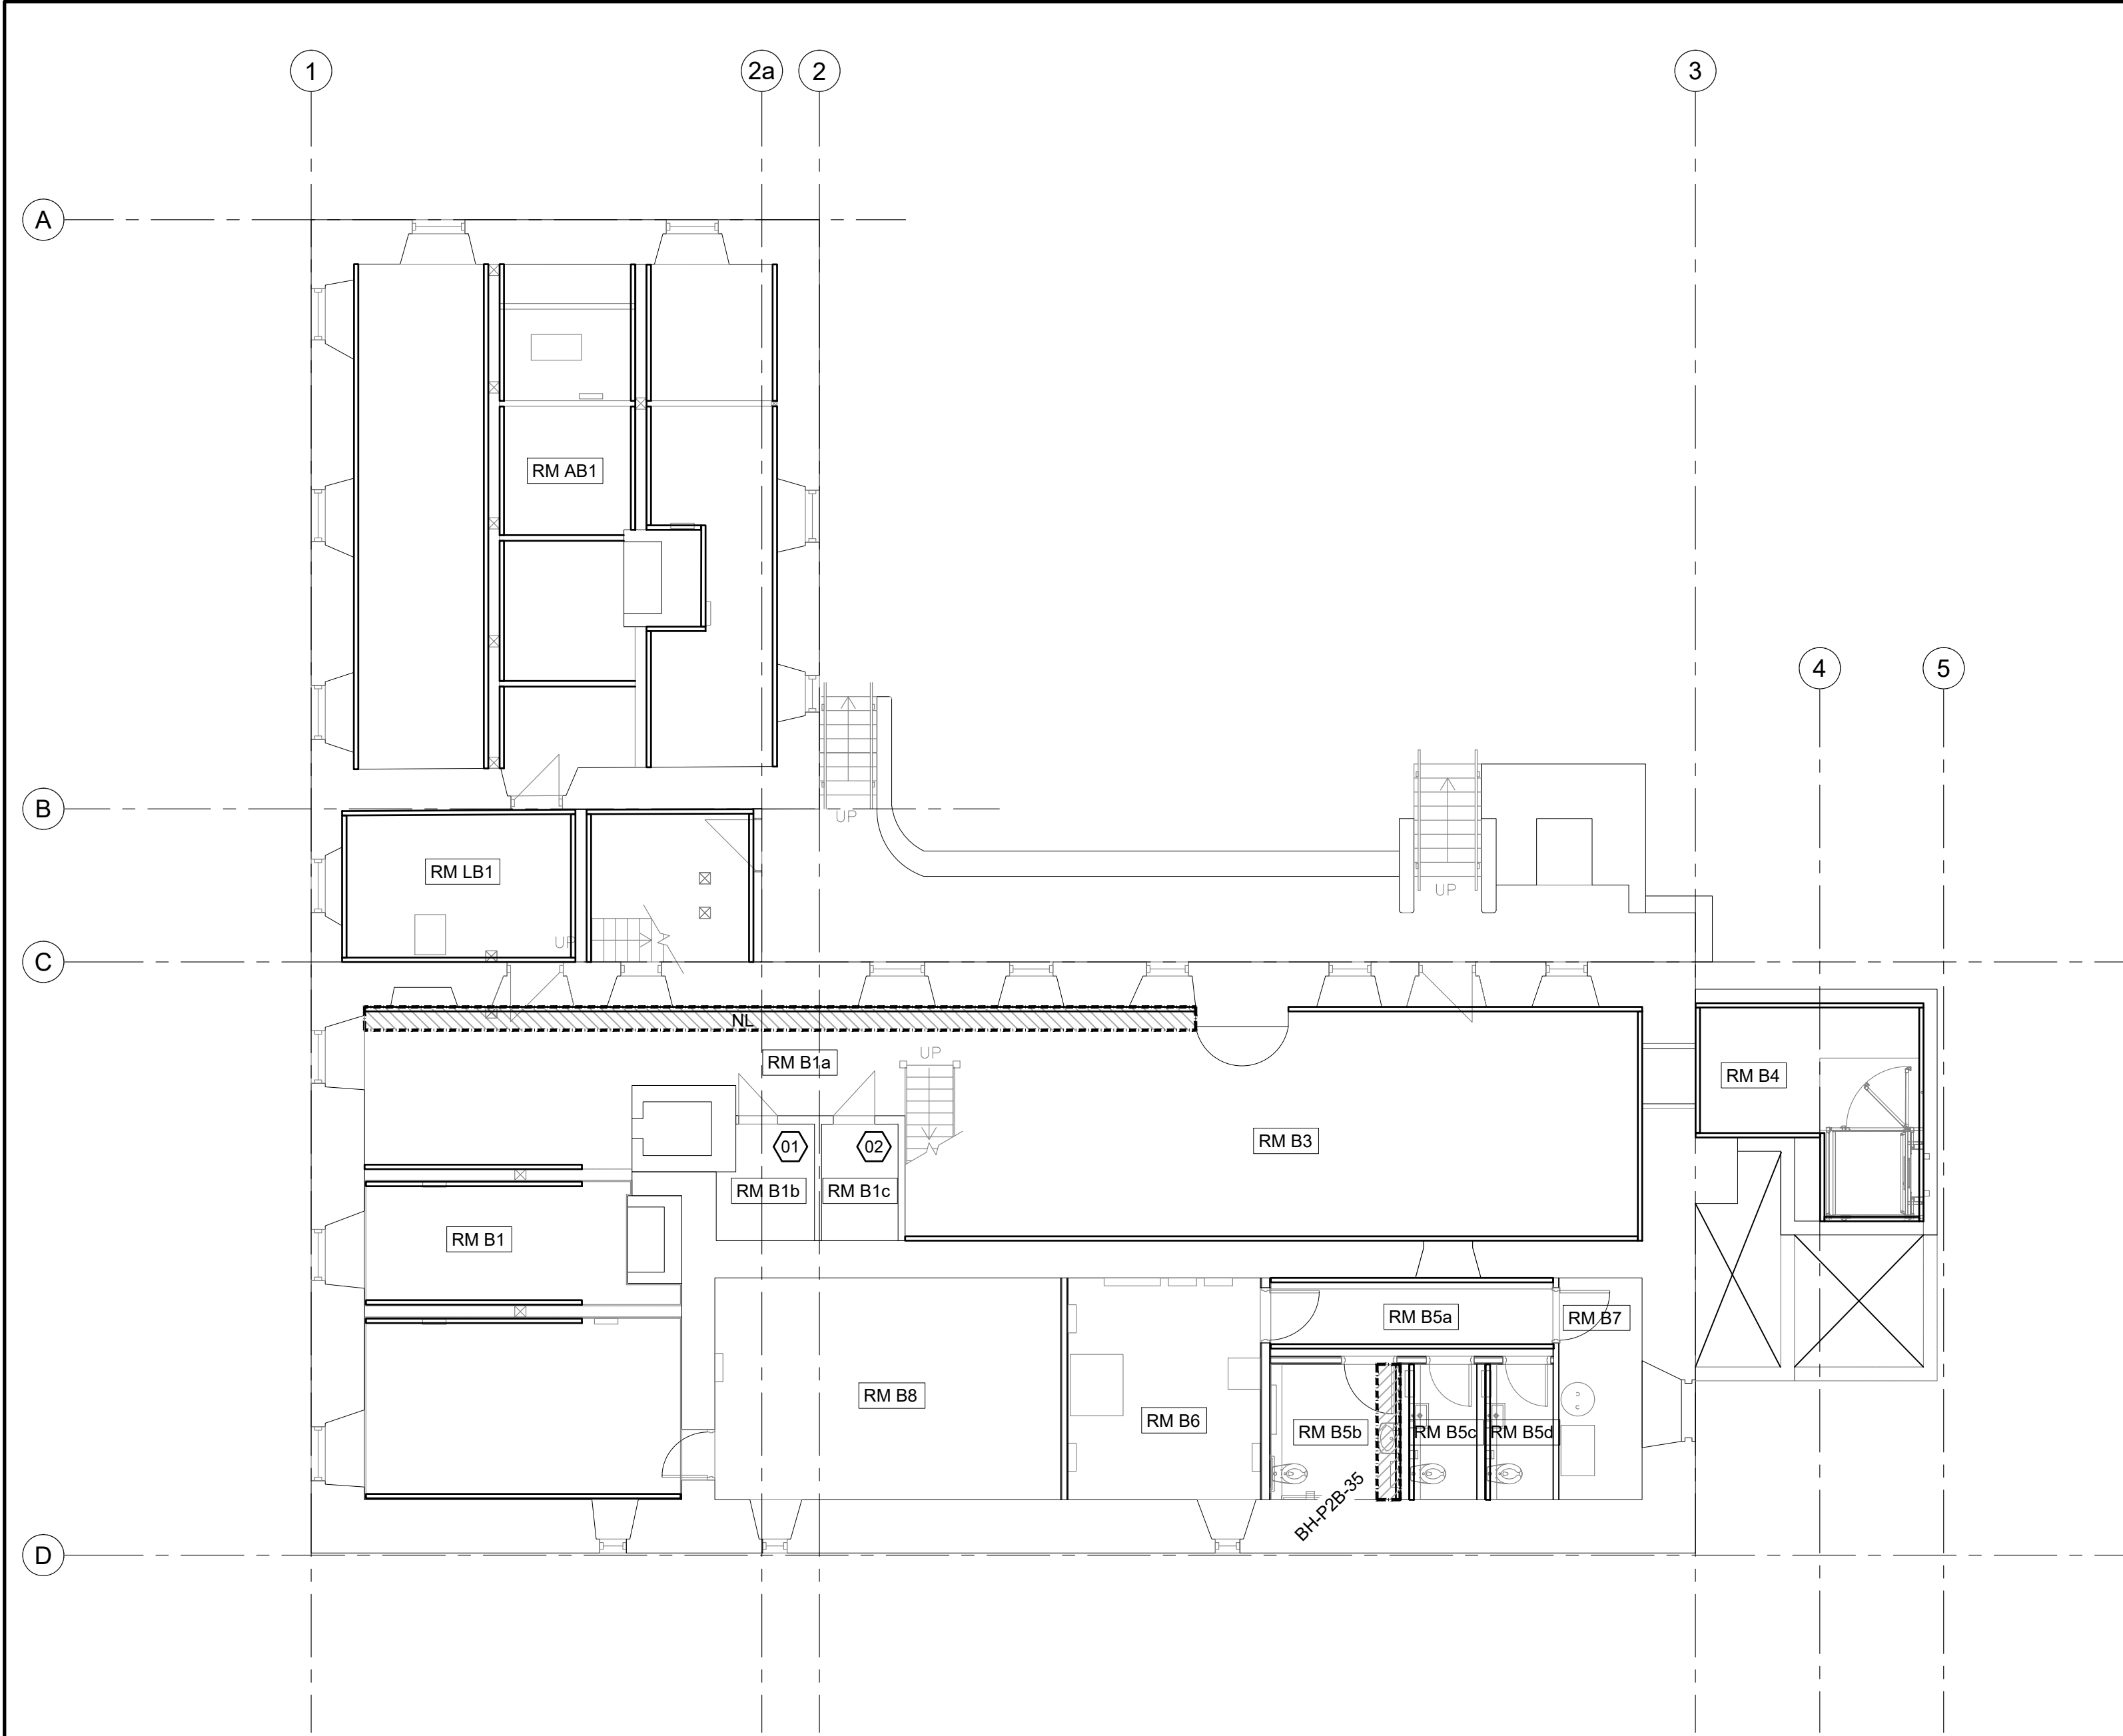 1
2a
2
3
A
RM AB1
4
5
B
UP
RM LB1
UP
UP
C
NL
UP
RM B1a
RM B4
RM B3
01
02
RM B1b
RM B1c
RM B1
RM B5a
RM B7
RM B8
RM B6
RM B5b
RM B5c
RM B5d
BH-P2B-35
D